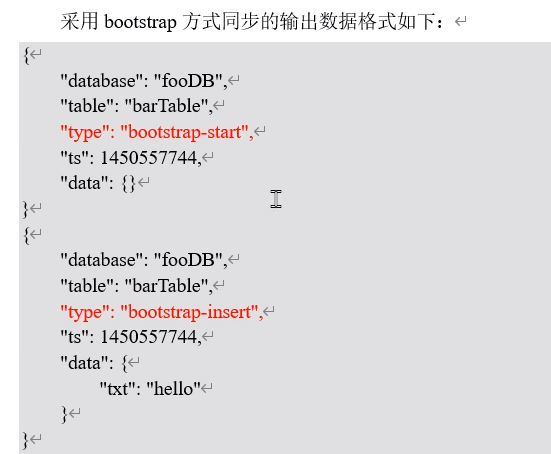 采用 bootstrap 方式同步的输出数据格式如下：
{
"database": "fooDB",
"table": "barTable",
"type": "bootstrap-start",
"ts": 1450557744,
"data": {}
}
{
"database": "fooDB",
"table": "barTable",
"type": "bootstrap-insert",
"ts": 1450557744,
"data": {
"txt": "hello"
}
}